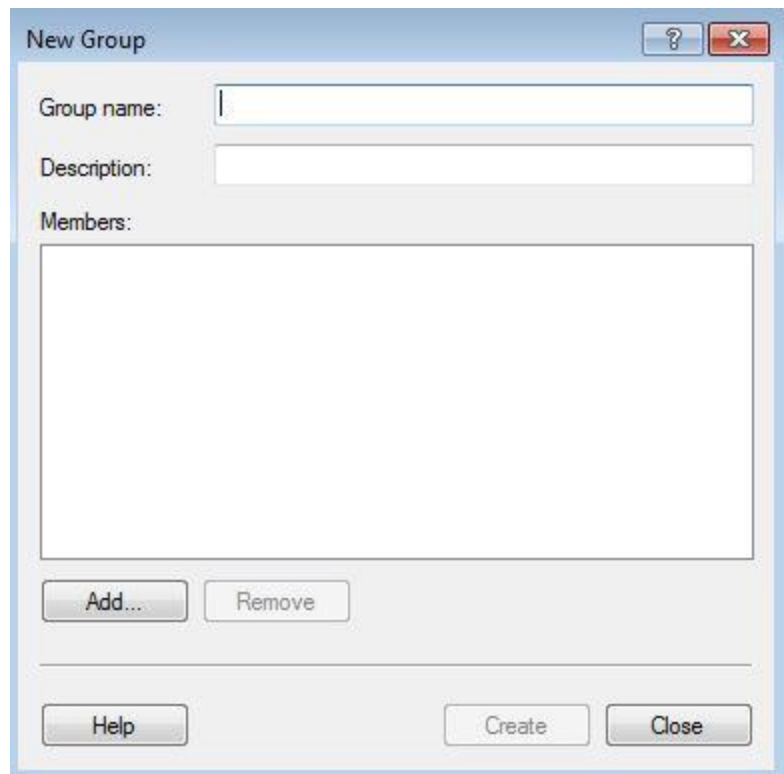 New Group
Group name:
Description:
Members:
Add... Remove
Help Create Close